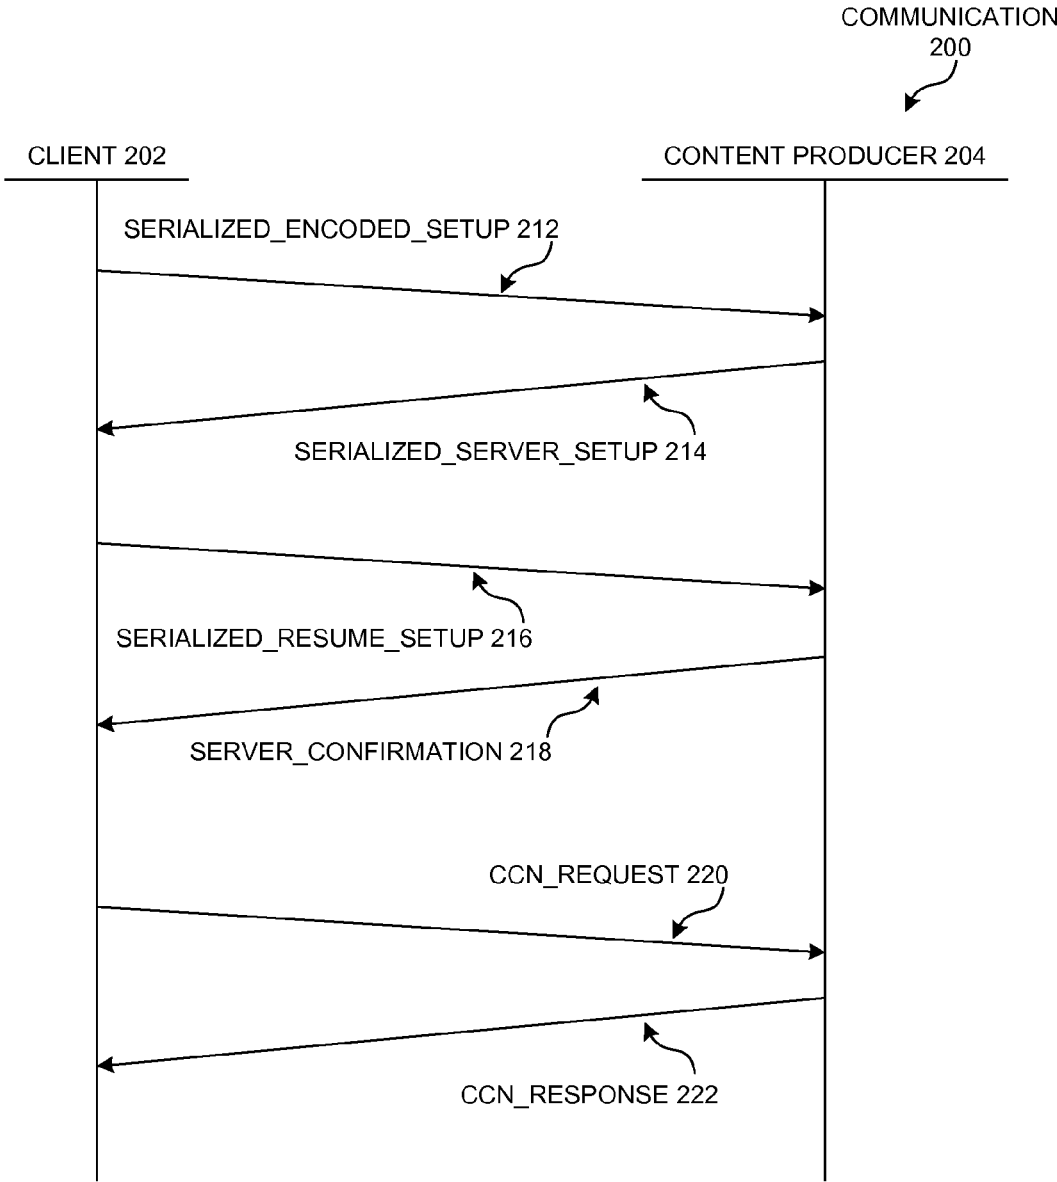 COMMUNICATION
200
CLIENT 202
CONTENT PRODUCER 204
SERIALIZED_ENCODED_SETUP 212
SERIALIZED_SERVER_SETUP 214
SERIALIZED_RESUME_SETUP 216
SERVER_CONFIRMATION 218
CCN_REQUEST 220
CCN_RESPONSE 222